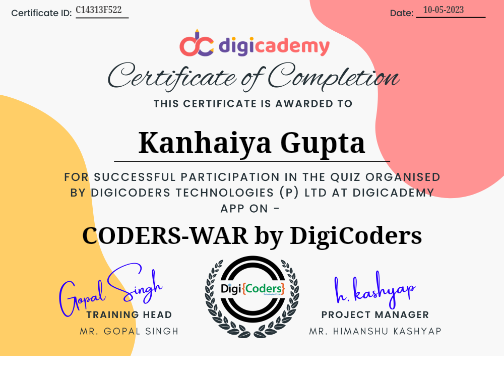 Certificate ID: C14313F522
Date: 10-05-2023
dc digicademy
Certificate of Completion
THIS CERTIFICATE IS AWARDED TO
Kanhaiya Gupta
FOR SUCCESSFUL PARTICIPATION IN THE QUIZ ORGANISED
BY DIGICODERS TECHNOLOGIES (P) LTD AT DIGICADEMY
APP ON -
CODERS-WAR by DigiCoders
Gopal Singh
TRAINING HEAD
MR. GOPAL SINGH
Digi{Coders}
h.kashyap
PROJECT MANAGER
MR. HIMANSHU KASHYAP